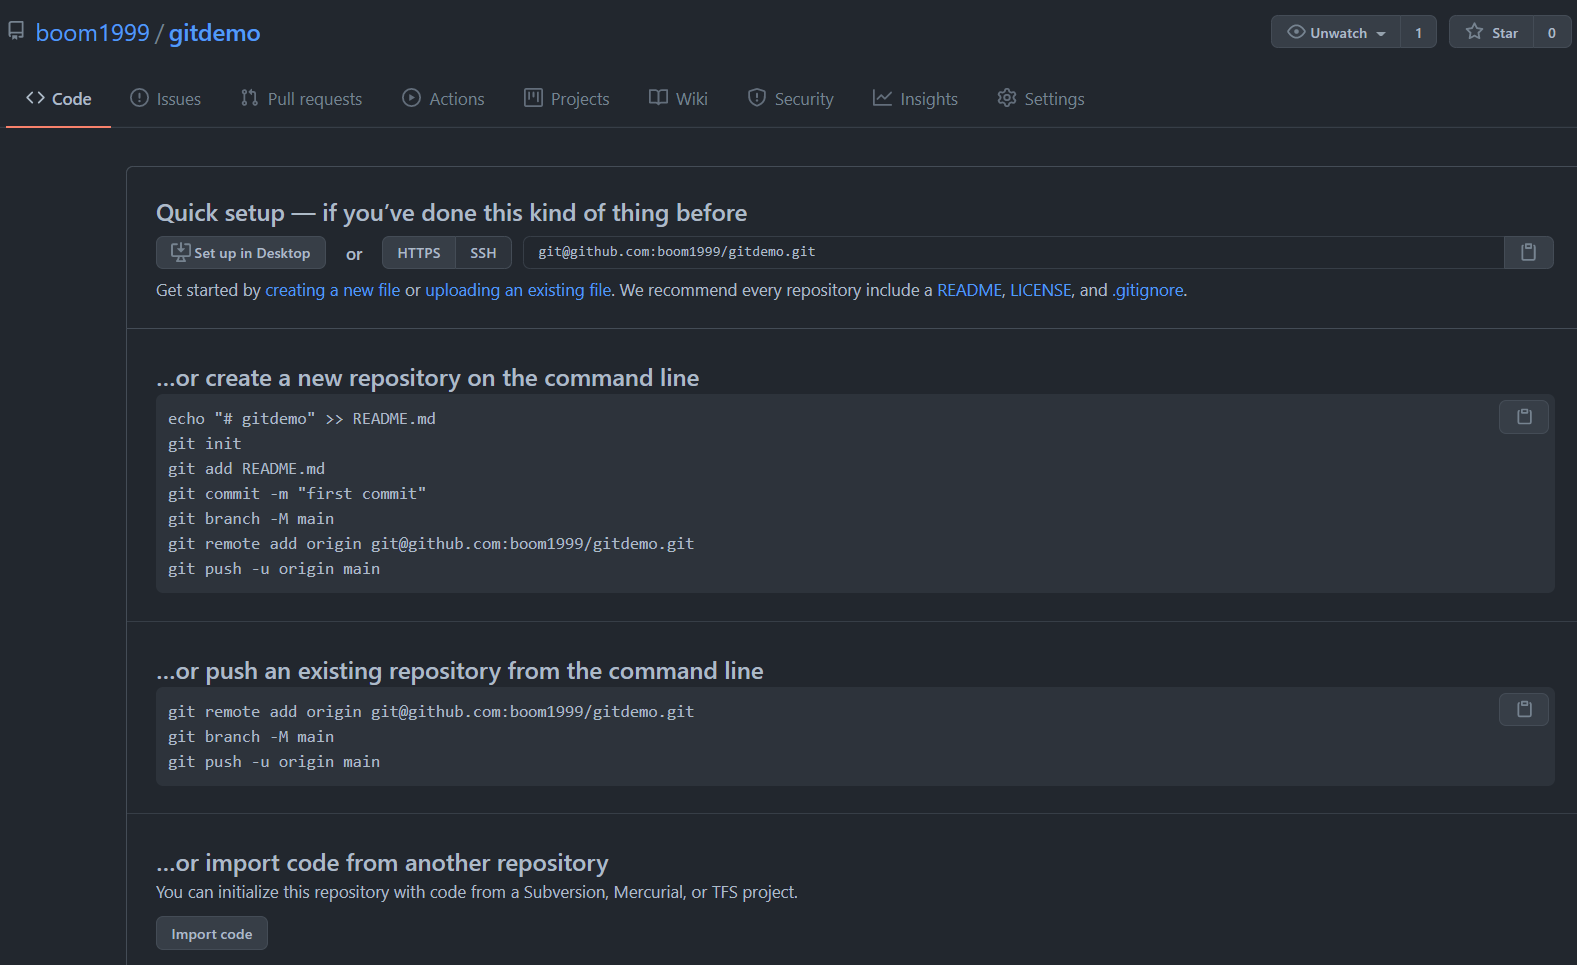 boom1999 / gitdemo
Unwatch 1 Star 0
Code Issues Pull requests Actions Projects Wiki Security Insights Settings
Quick setup — if you’ve done this kind of thing before
Set up in Desktop or HTTPS SSH git@github.com:boom1999/gitdemo.git
Get started by creating a new file or uploading an existing file. We recommend every repository include a README, LICENSE, and .gitignore.
…or create a new repository on the command line
echo "# gitdemo" >> README.md
git init
git add README.md
git commit -m "first commit"
git branch -M main
git remote add origin git@github.com:boom1999/gitdemo.git
git push -u origin main
…or push an existing repository from the command line
git remote add origin git@github.com:boom1999/gitdemo.git
git branch -M main
git push -u origin main
…or import code from another repository
You can initialize this repository with code from a Subversion, Mercurial, or TFS project.
Import code